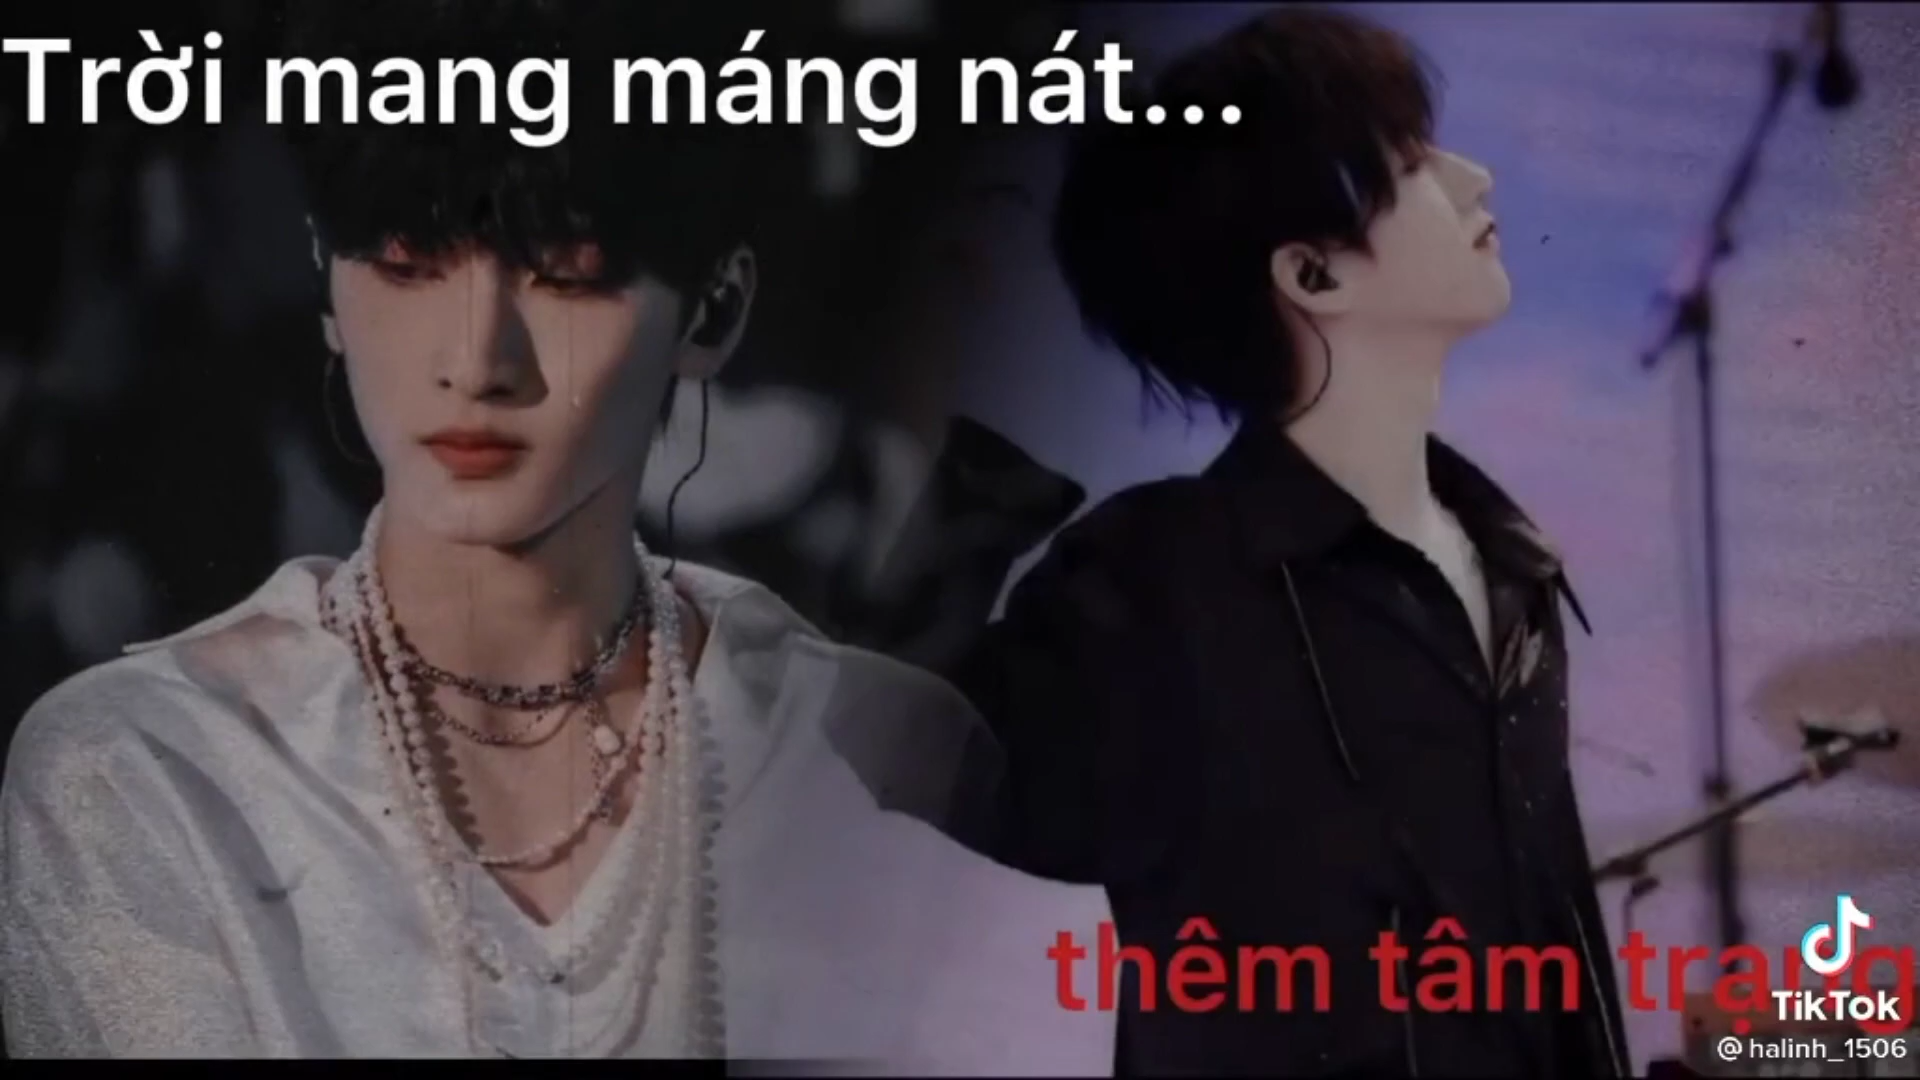 Trời mang máng nát...
thêm tâm trạng
TikTok
@halinh_1506